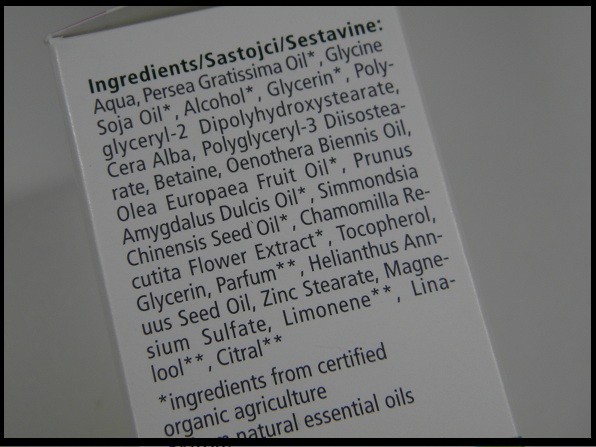 Ingredients/Sastojci/Sestavine:
Aqua, Persea Gratissima Oil*, Glycine
Soja Oil*, Alcohol*, Glycerin*, Poly-
glyceryl-2 Dipolyhydroxystearate,
Cera Alba, Polyglyceryl-3 Diisostea-
rate, Betaine, Oenothera Biennis Oil,
Olea Europaea Fruit Oil*, Prunus
Amygdalus Dulcis Oil*, Simmondsia
Chinensis Seed Oil*, Chamomilla Re-
cutita Flower Extract*, Tocopherol,
Glycerin, Parfum**, Helianthus Ann-
uus Seed Oil, Zinc Stearate, Magne-
sium Sulfate, Limonene**, Lina-
lool**, Citral**
*ingredients from certified
organic agriculture
natural essential oils